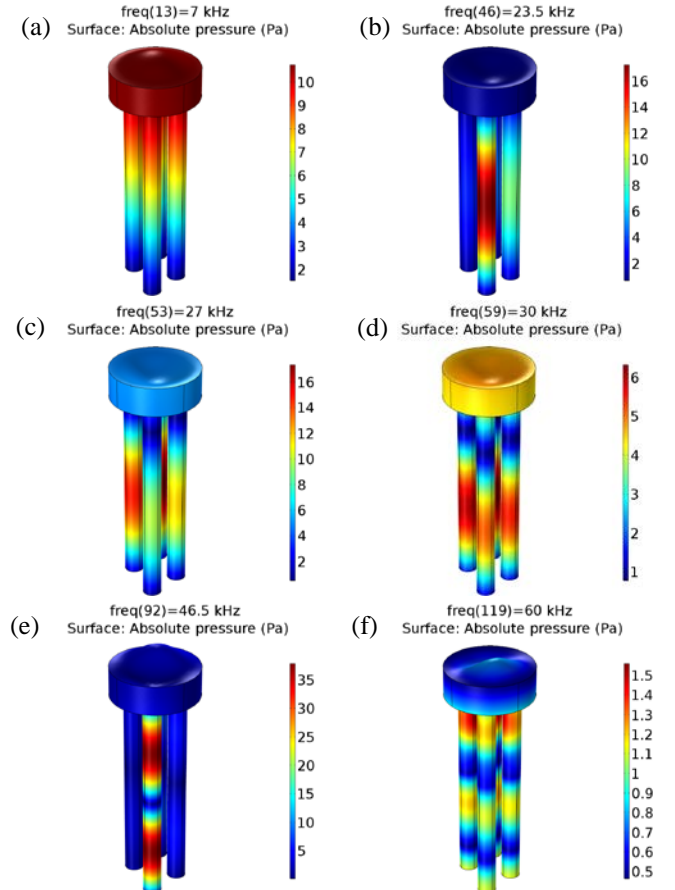 (a)
freq(13)=7 kHz
Surface: Absolute pressure (Pa)
10
9
8
7
6
5
4
3
2
(b)
freq(46)=23.5 kHz
Surface: Absolute pressure (Pa)
16
14
12
10
8
6
4
2
(c)
freq(53)=27 kHz
Surface: Absolute pressure (Pa)
16
14
12
10
8
6
4
2
(d)
freq(59)=30 kHz
Surface: Absolute pressure (Pa)
6
5
4
3
2
1
(e)
freq(92)=46.5 kHz
Surface: Absolute pressure (Pa)
35
30
25
20
15
10
5
(f)
freq(119)=60 kHz
Surface: Absolute pressure (Pa)
1.5
1.4
1.3
1.2
1.1
1
0.9
0.8
0.7
0.6
0.5